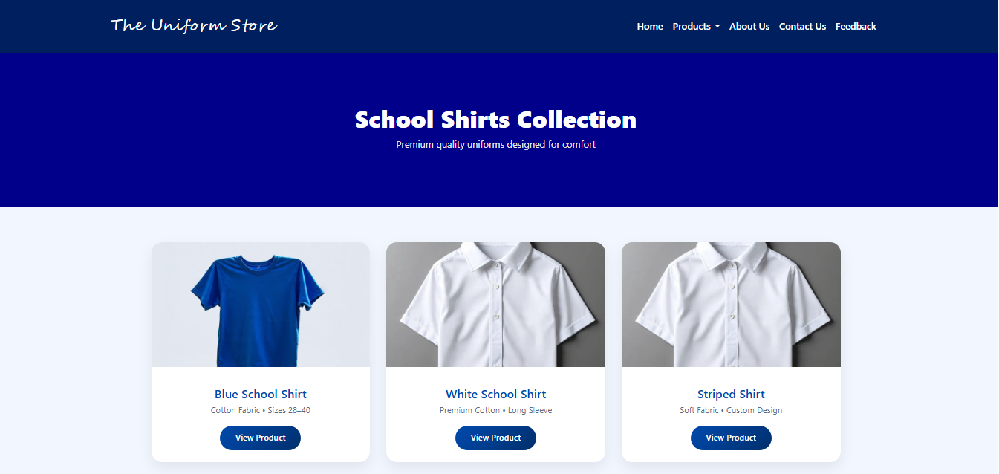 The Uniform Store
Home Products About Us Contact Us Feedback
School Shirts Collection
Premium quality uniforms designed for comfort
Blue School Shirt
Cotton Fabric • Sizes 28–40
View Product
White School Shirt
Premium Cotton • Long Sleeve
View Product
Striped Shirt
Soft Fabric • Custom Design
View Product